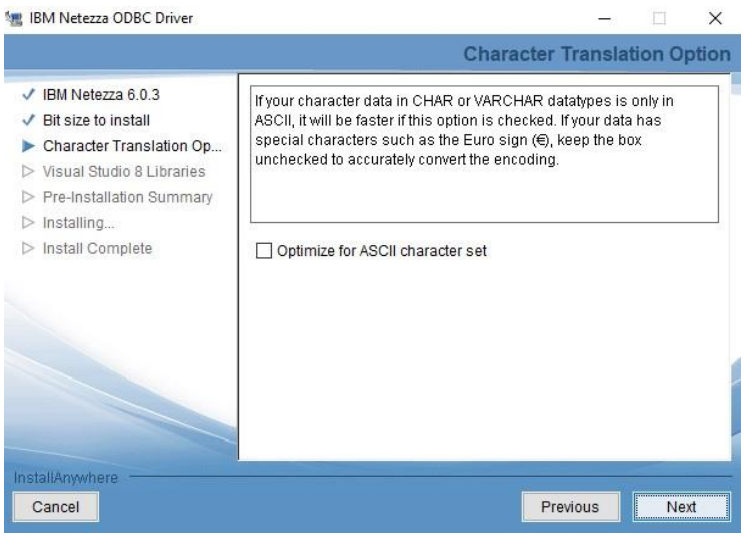 IBM Netezza ODBC Driver
Character Translation Option
IBM Netezza 6.0.3
Bit size to install
Character Translation Op...
Visual Studio 8 Libraries
Pre-Installation Summary
Installing...
Install Complete
If your character data in CHAR or VARCHAR datatypes is only in
ASCII, it will be faster if this option is checked. If your data has
special characters such as the Euro sign (€), keep the box
unchecked to accurately convert the encoding.
Optimize for ASCII character set
InstallAnywhere
Cancel
Previous
Next